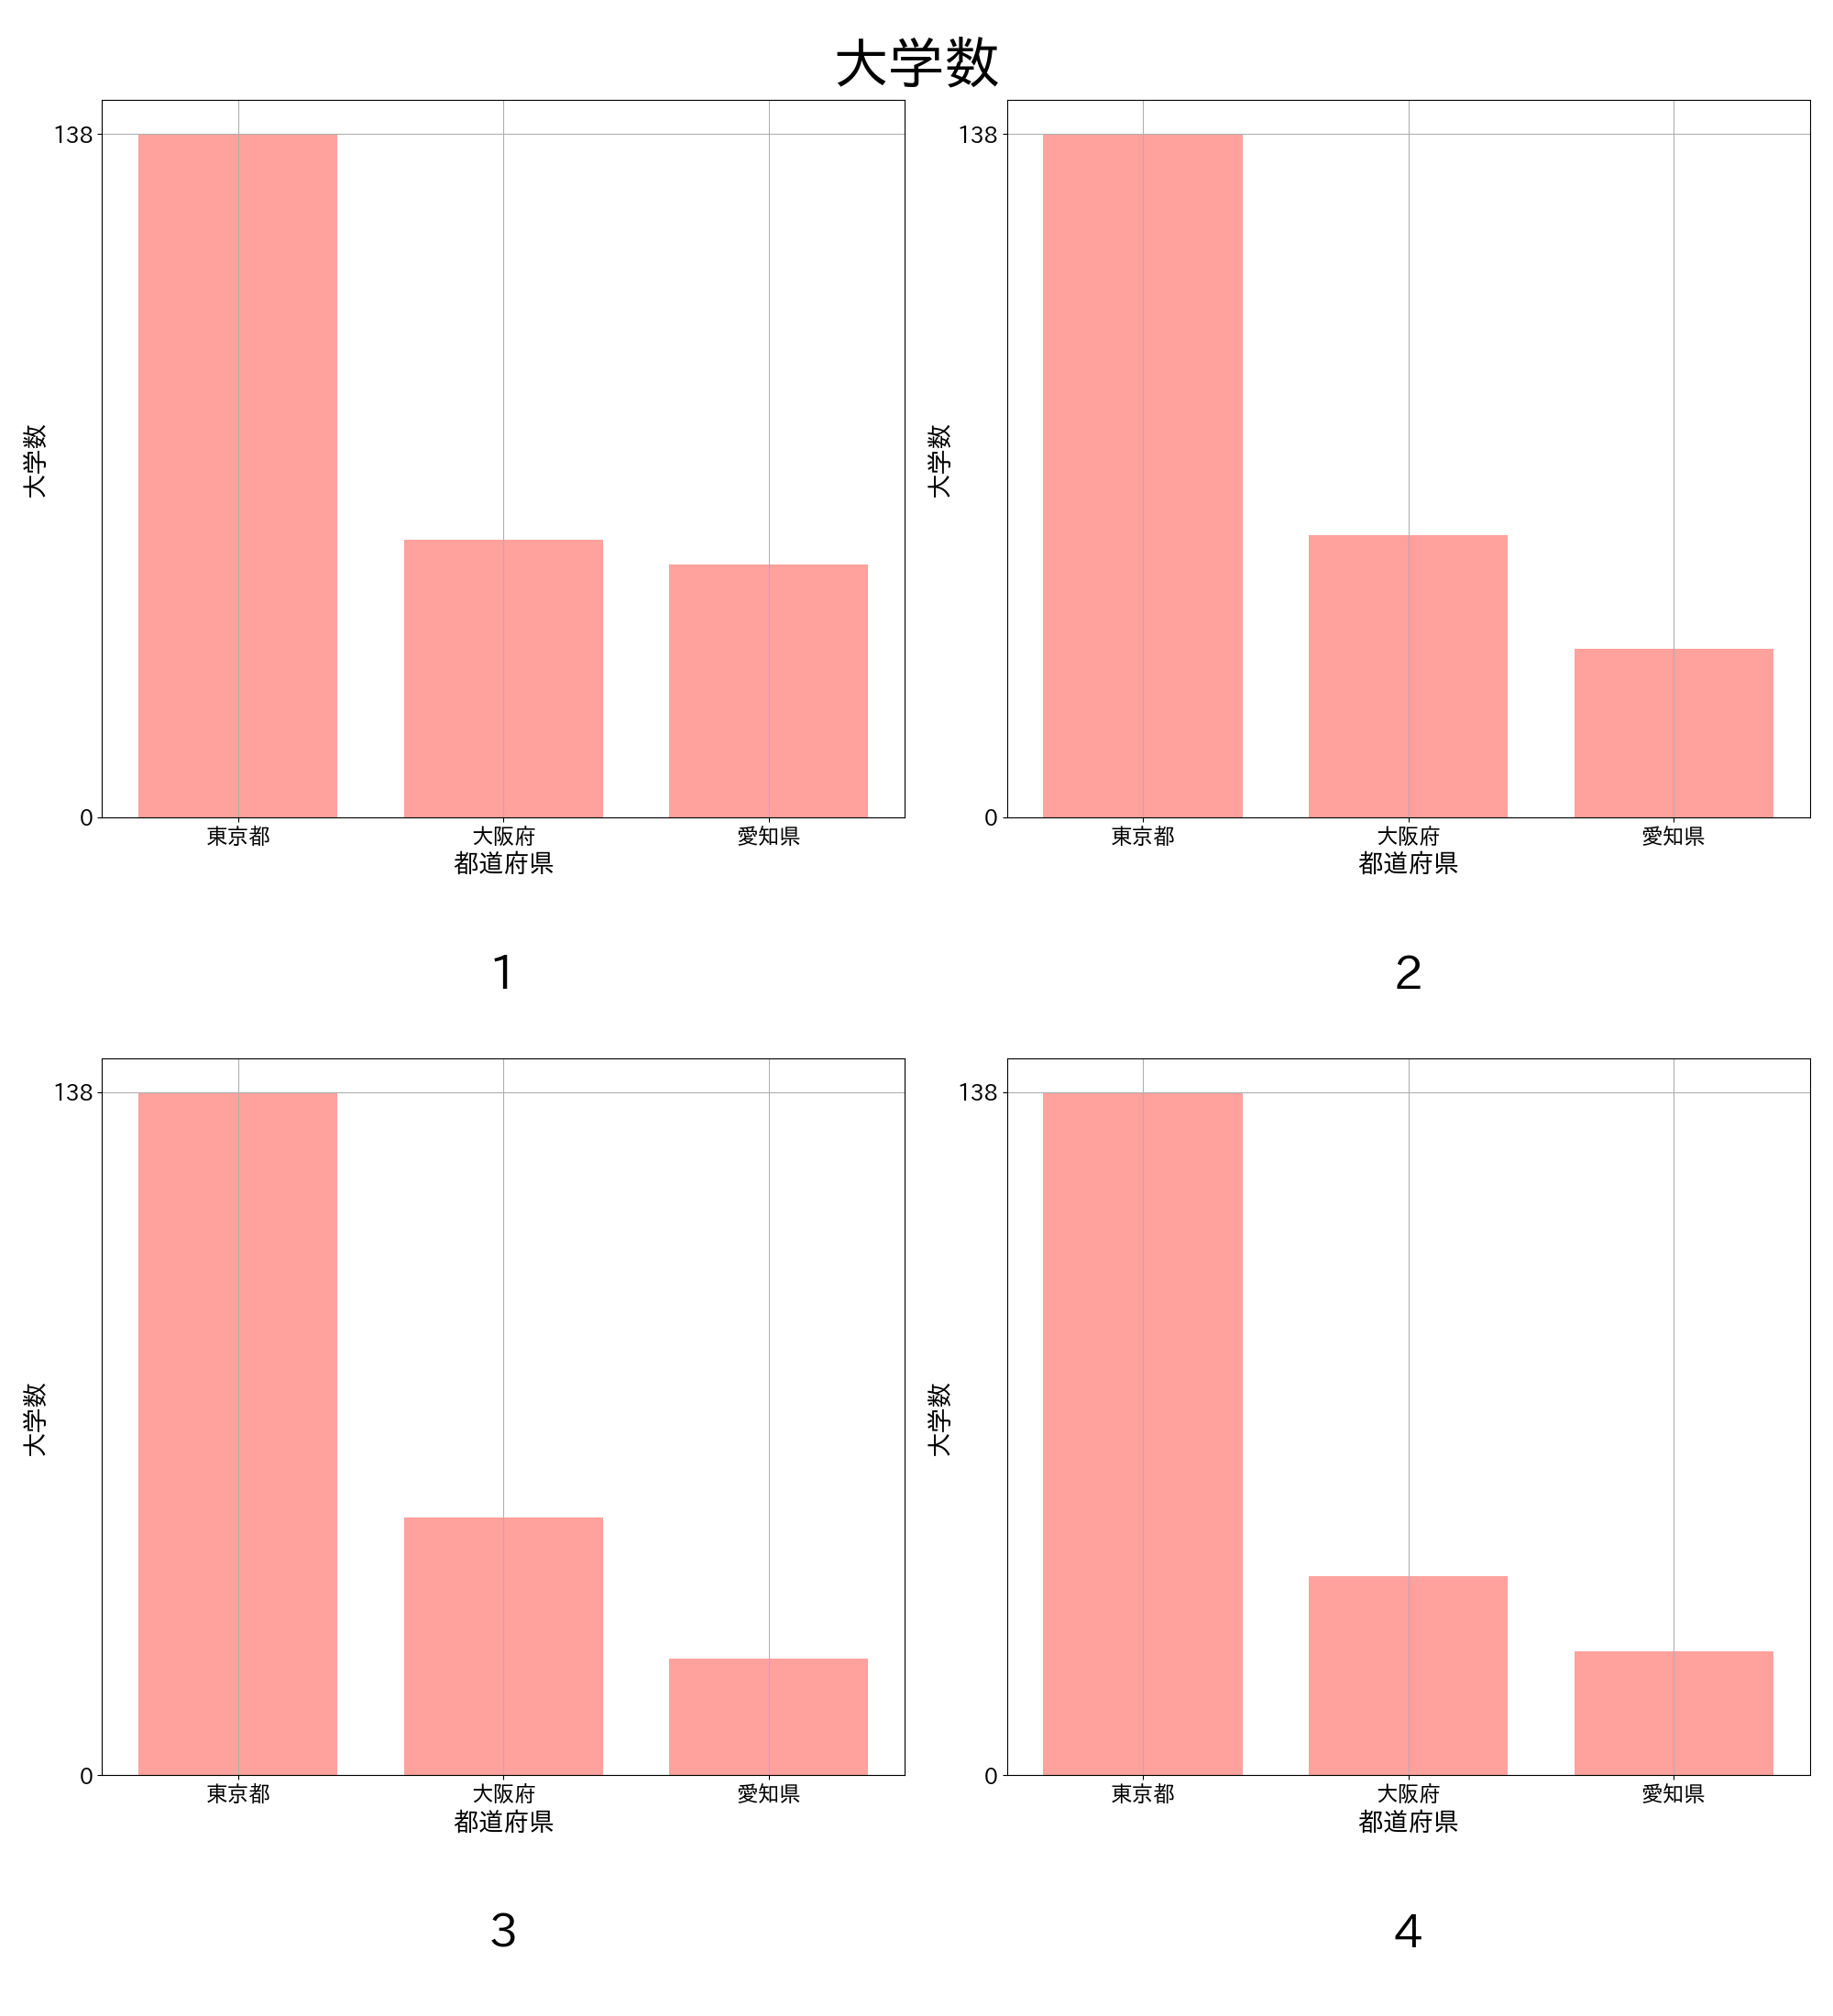 大学数
138
0
大学数
東京都 大阪府 愛知県
都道府県
1
138
0
大学数
東京都 大阪府 愛知県
都道府県
2
138
0
大学数
東京都 大阪府 愛知県
都道府県
3
138
0
大学数
東京都 大阪府 愛知県
都道府県
4